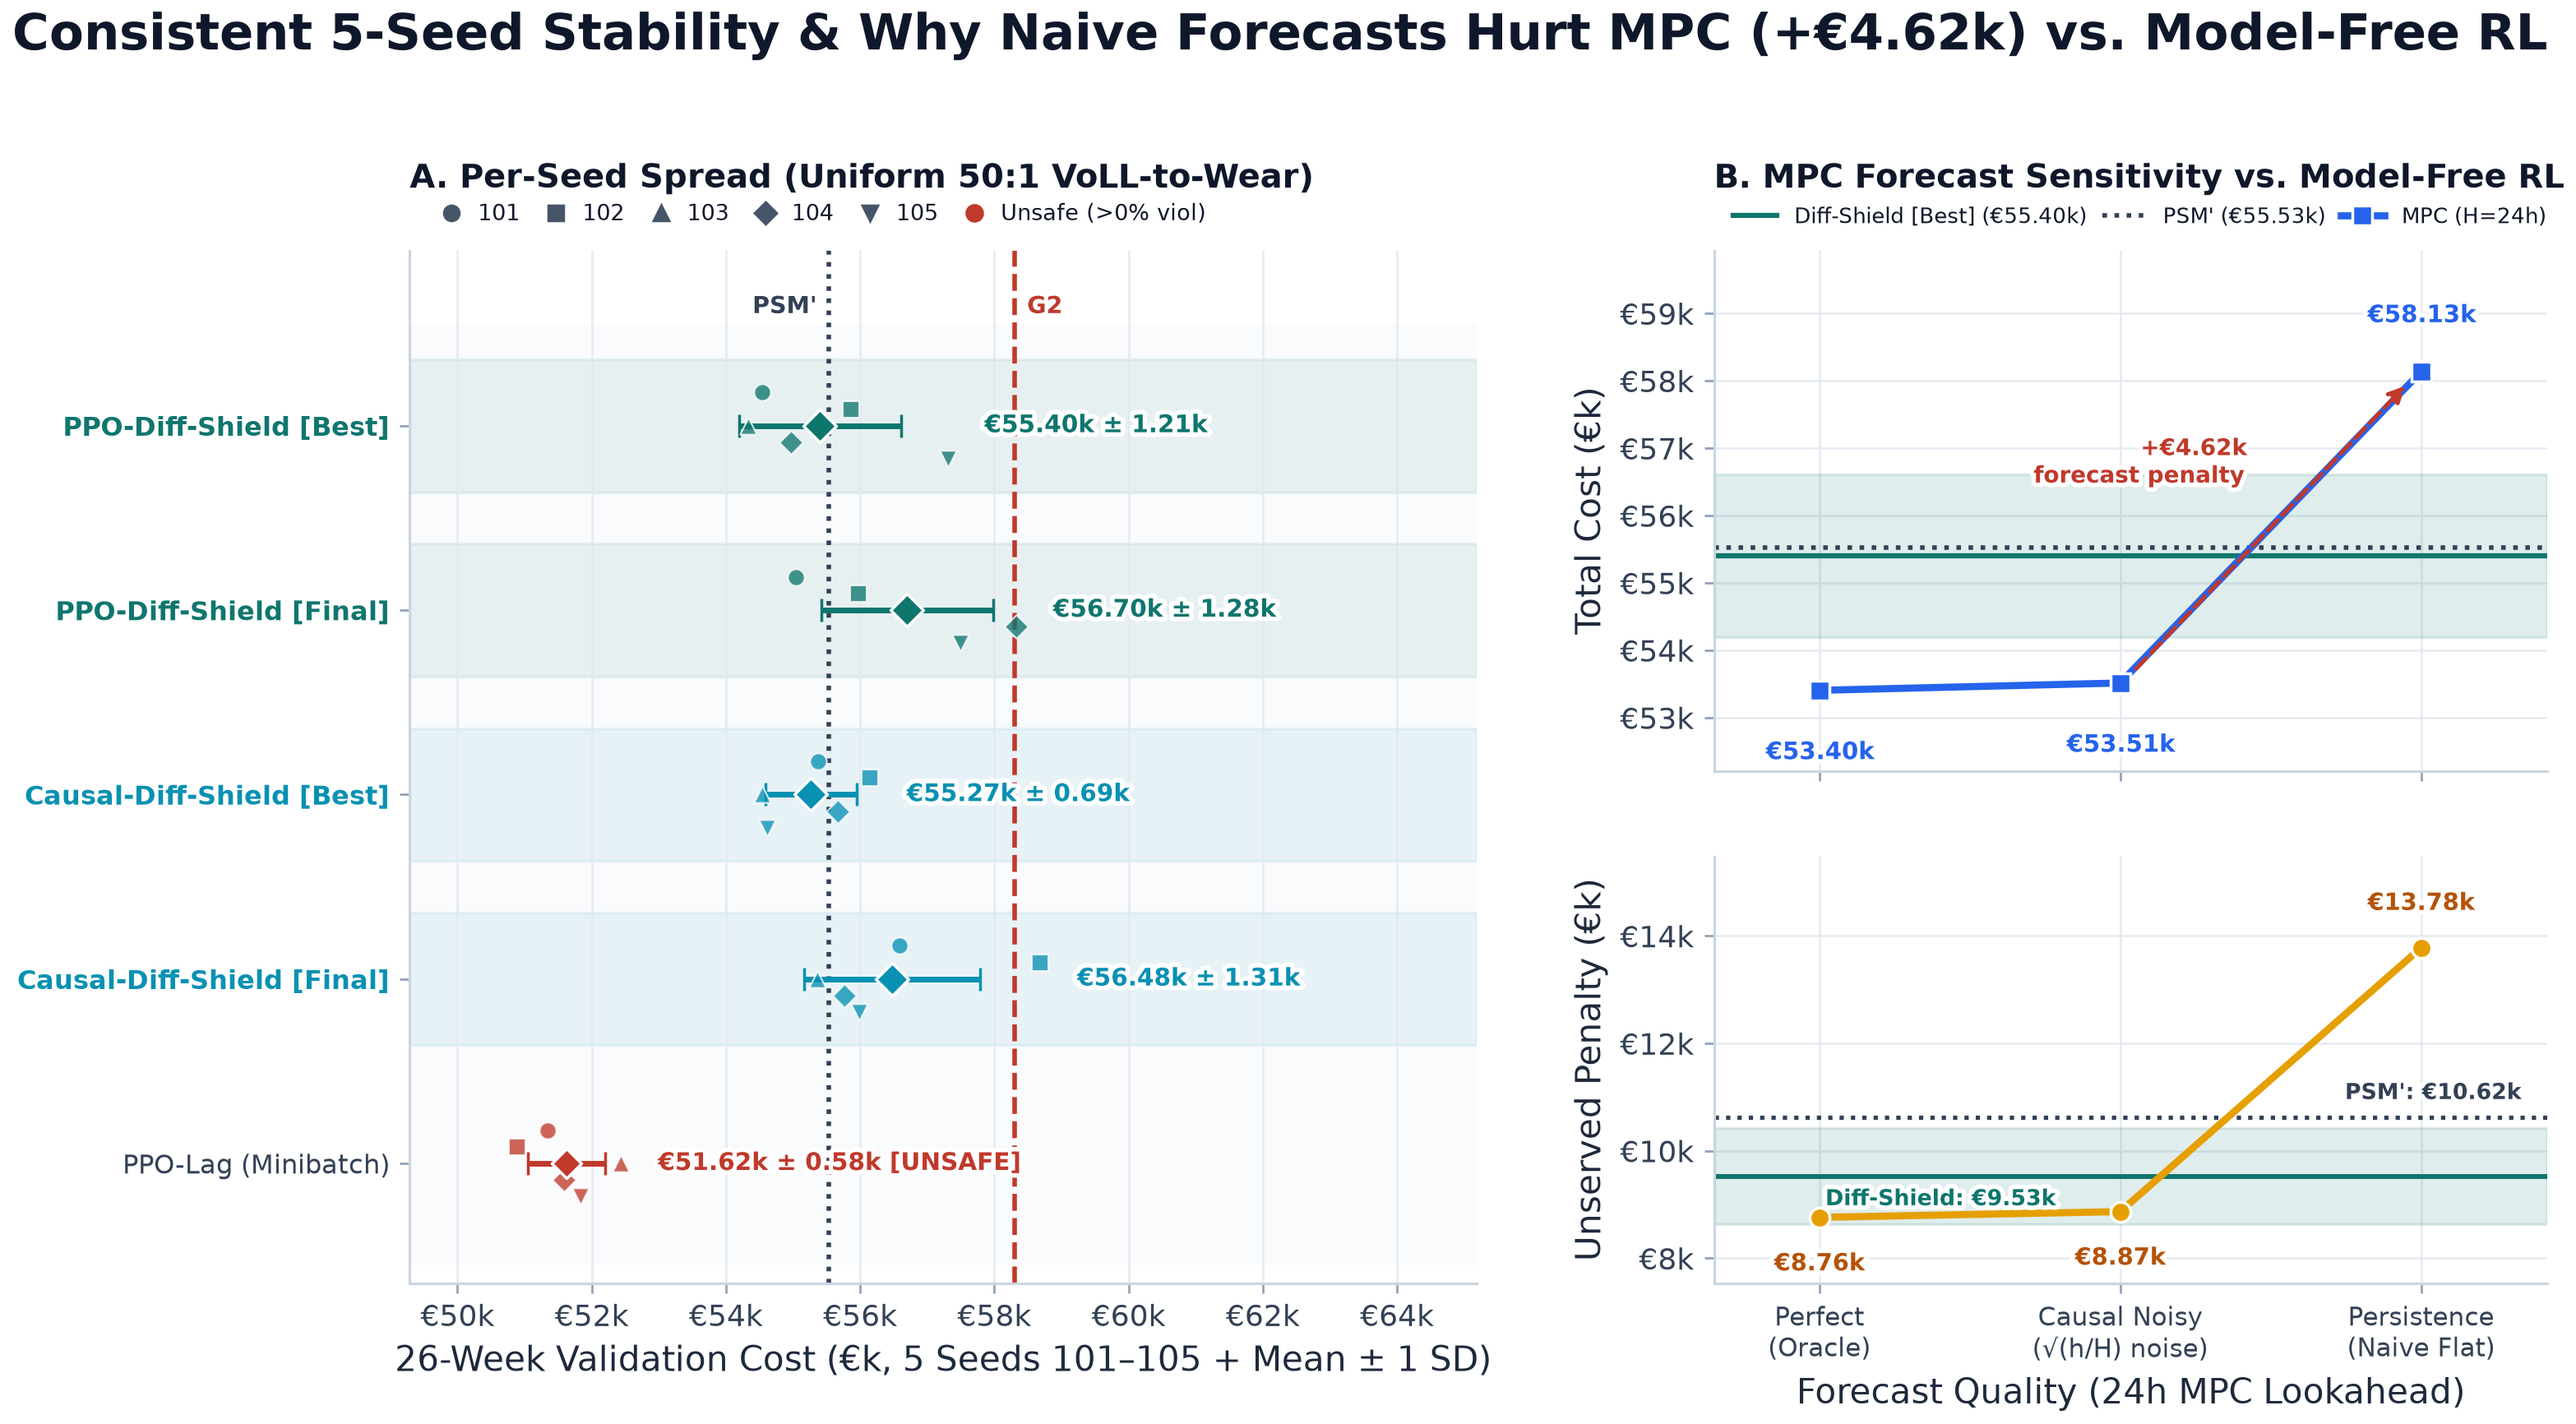 Consistent 5-Seed Stability & Why Naive Forecasts Hurt MPC (+€4.62k) vs. Model-Free RL
A. Per-Seed Spread (Uniform 50:1 VoLL-to-Wear)
101 102 103 104 105 Unsafe (>0% viol)
PSM' G2
PPO-Diff-Shield [Best] €55.40k ± 1.21k
PPO-Diff-Shield [Final] €56.70k ± 1.28k
Causal-Diff-Shield [Best] €55.27k ± 0.69k
Causal-Diff-Shield [Final] €56.48k ± 1.31k
PPO-Lag (Minibatch) €51.62k ± 0.58k [UNSAFE]
€50k €52k €54k €56k €58k €60k €62k €64k
26-Week Validation Cost (€k, 5 Seeds 101–105 + Mean ± 1 SD)
B. MPC Forecast Sensitivity vs. Model-Free RL
Diff-Shield [Best] (€55.40k) PSM' (€55.53k) MPC (H=24h)
Total Cost (€k)
€59k
€58k
€57k
€56k
€55k
€54k
€53k
€58.13k
+€4.62k
forecast penalty
€53.40k
€53.51k
Unserved Penalty (€k)
€14k
€12k
€10k
€8k
€13.78k
PSM': €10.62k
Diff-Shield: €9.53k
€8.76k
€8.87k
Perfect
(Oracle)
Causal Noisy
(√(h/H) noise)
Persistence
(Naive Flat)
Forecast Quality (24h MPC Lookahead)